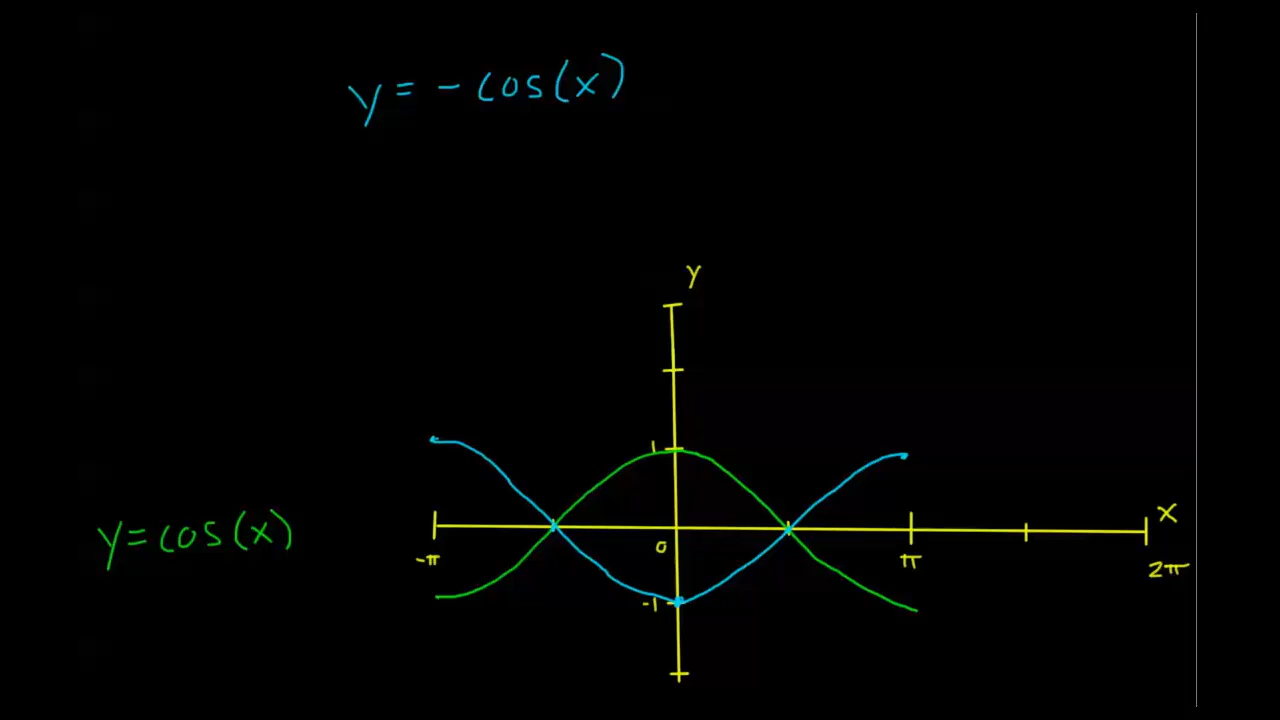 y = - cos(x)
y
1
y = cos(x)
x
0
-π
π
2π
-1